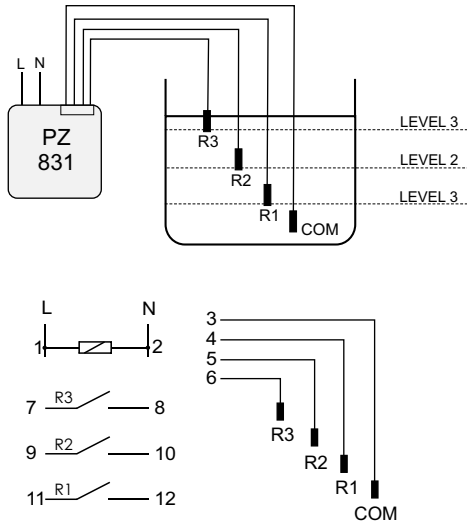 L N
PZ
831
R3
R2
R1
COM
LEVEL 3
LEVEL 2
LEVEL 3
L N
1 2
7 R3 8
9 R2 10
11 R1 12
3
4
5
6
R3
R2
R1
COM